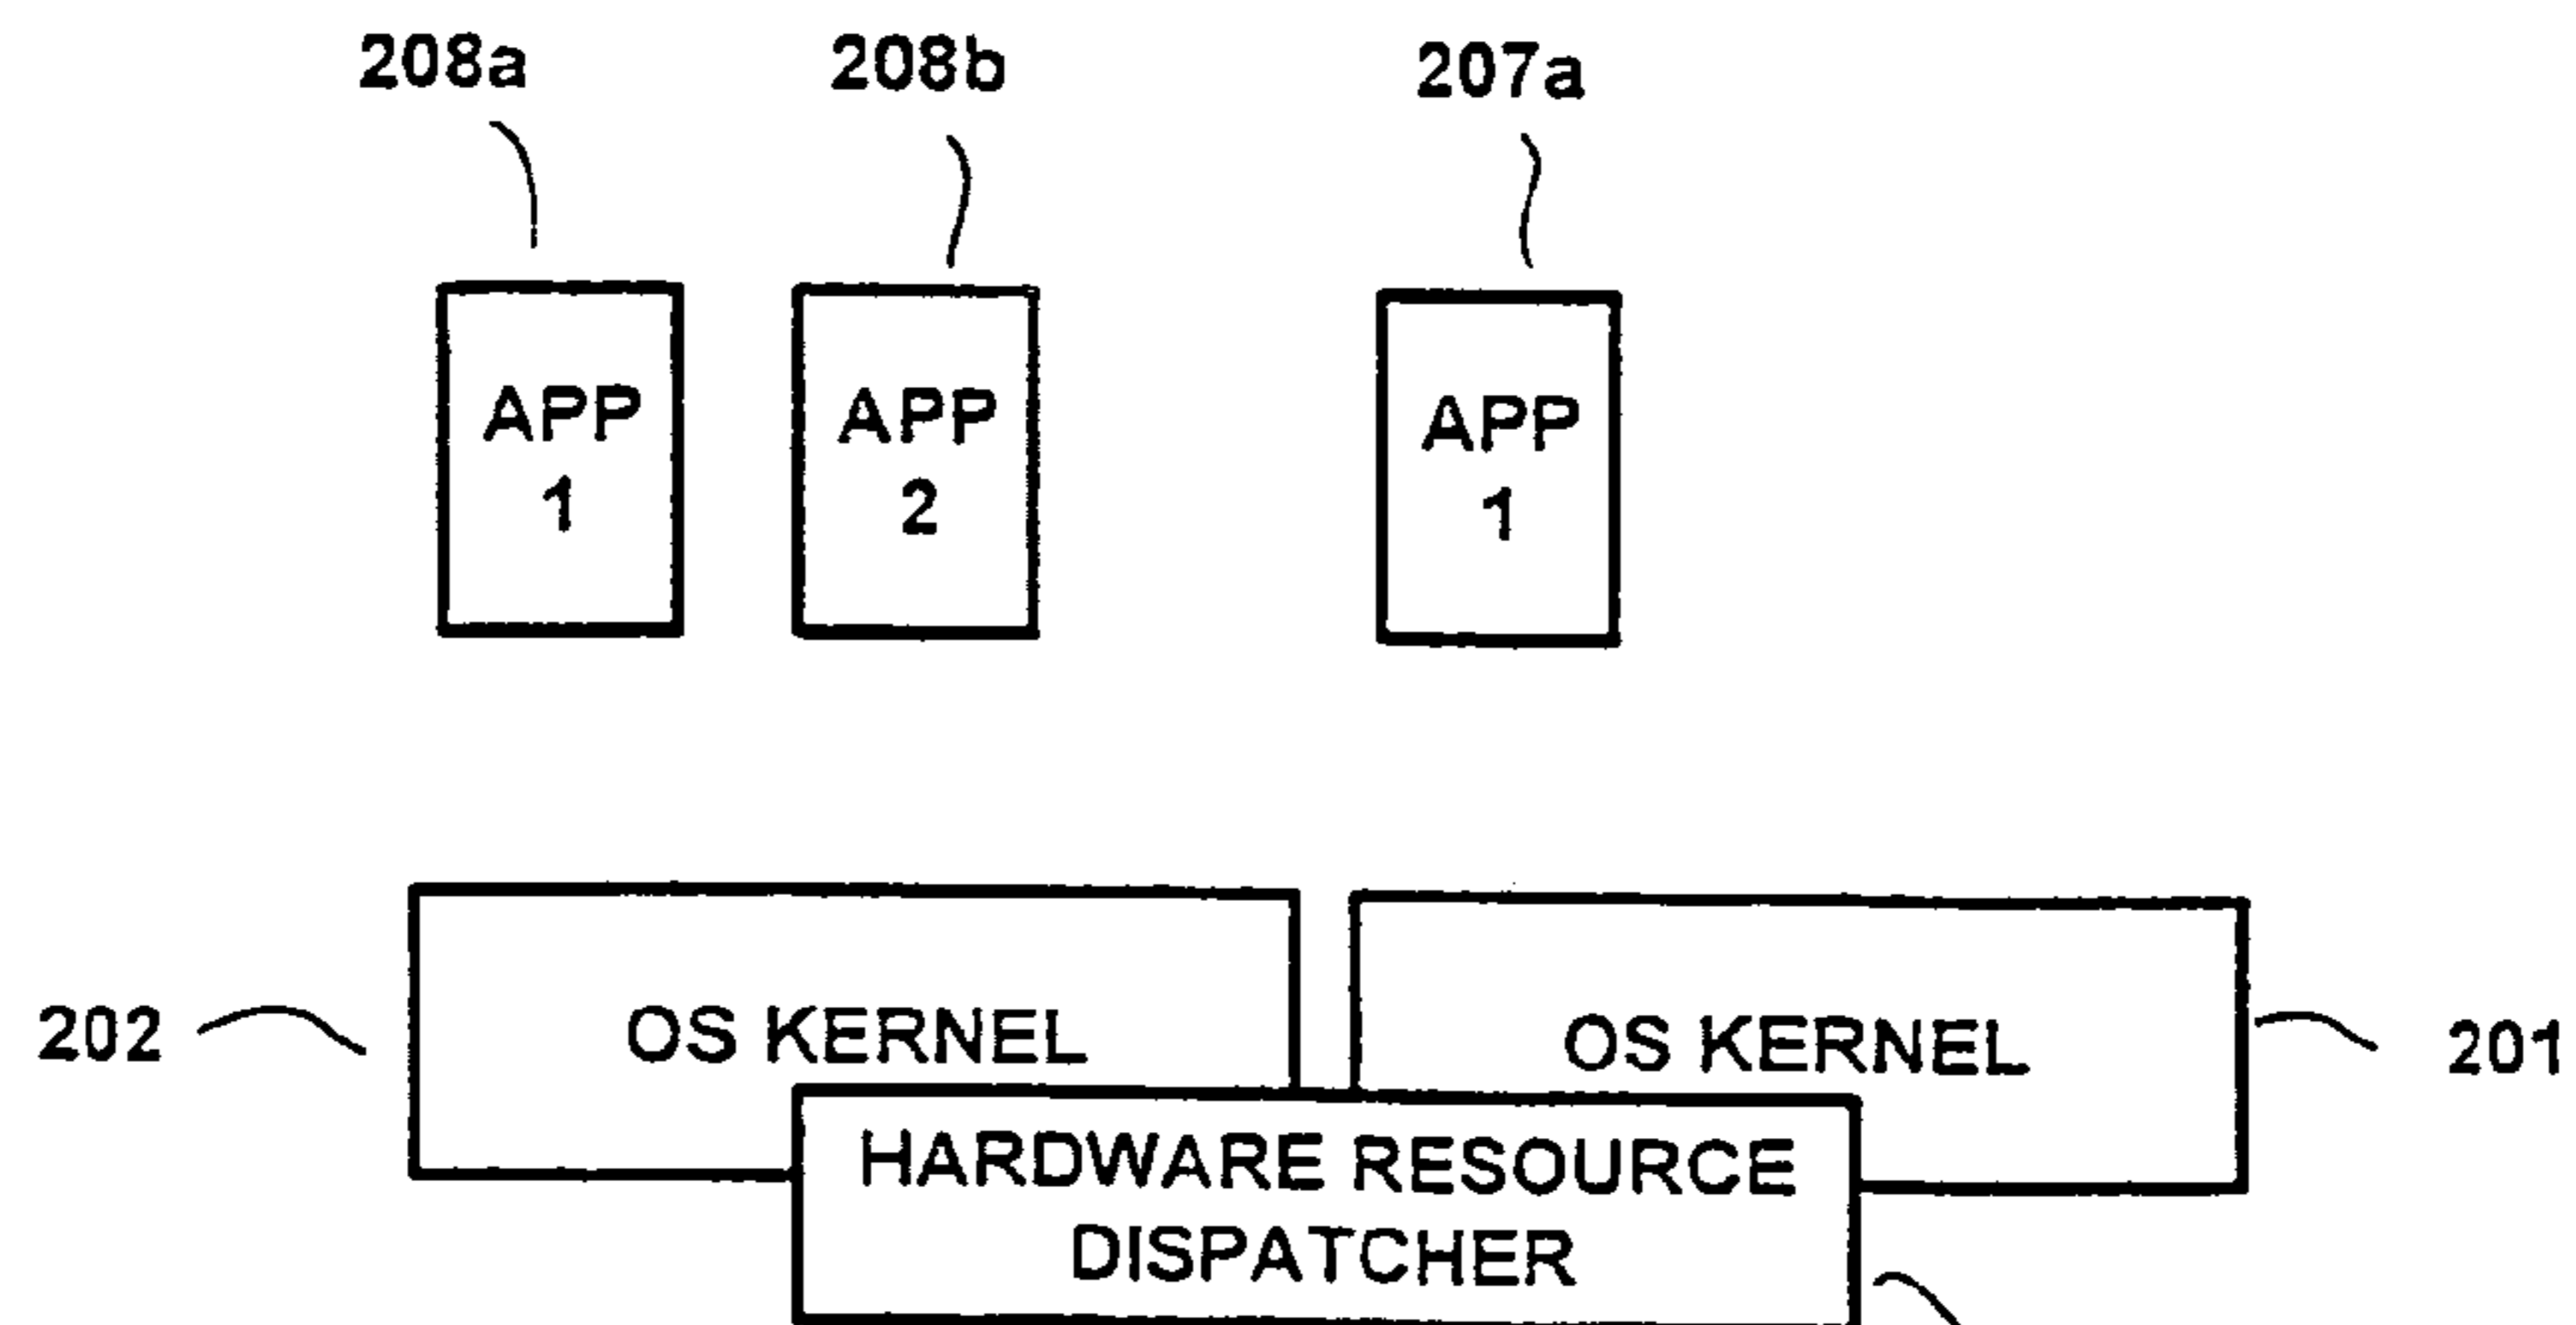 208a
208b
207a
APP
1
APP
2
APP
1
202
OS KERNEL
OS KERNEL
201
HARDWARE RESOURCE
DISPATCHER